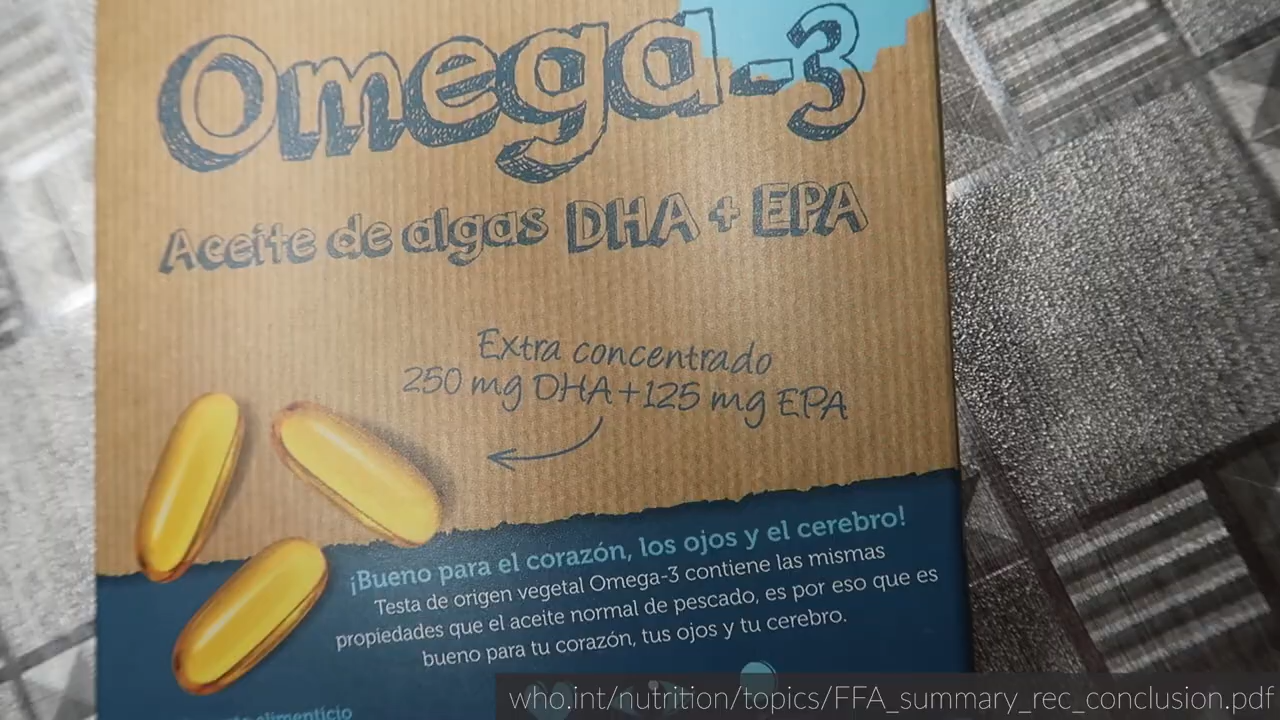 Omega-3
Aceite de algas DHA + EPA
Extra concentrado
250 mg DHA+125 mg EPA
¡Bueno para el corazón, los ojos y el cerebro!
Testa de origen vegetal Omega-3 contiene las mismas
propiedades que el aceite normal de pescado, es por eso que es
bueno para tu corazón, tus ojos y tu cerebro.
alimenticio
who.int/nutrition/topics/FFA_summary_rec_conclusion.pdf